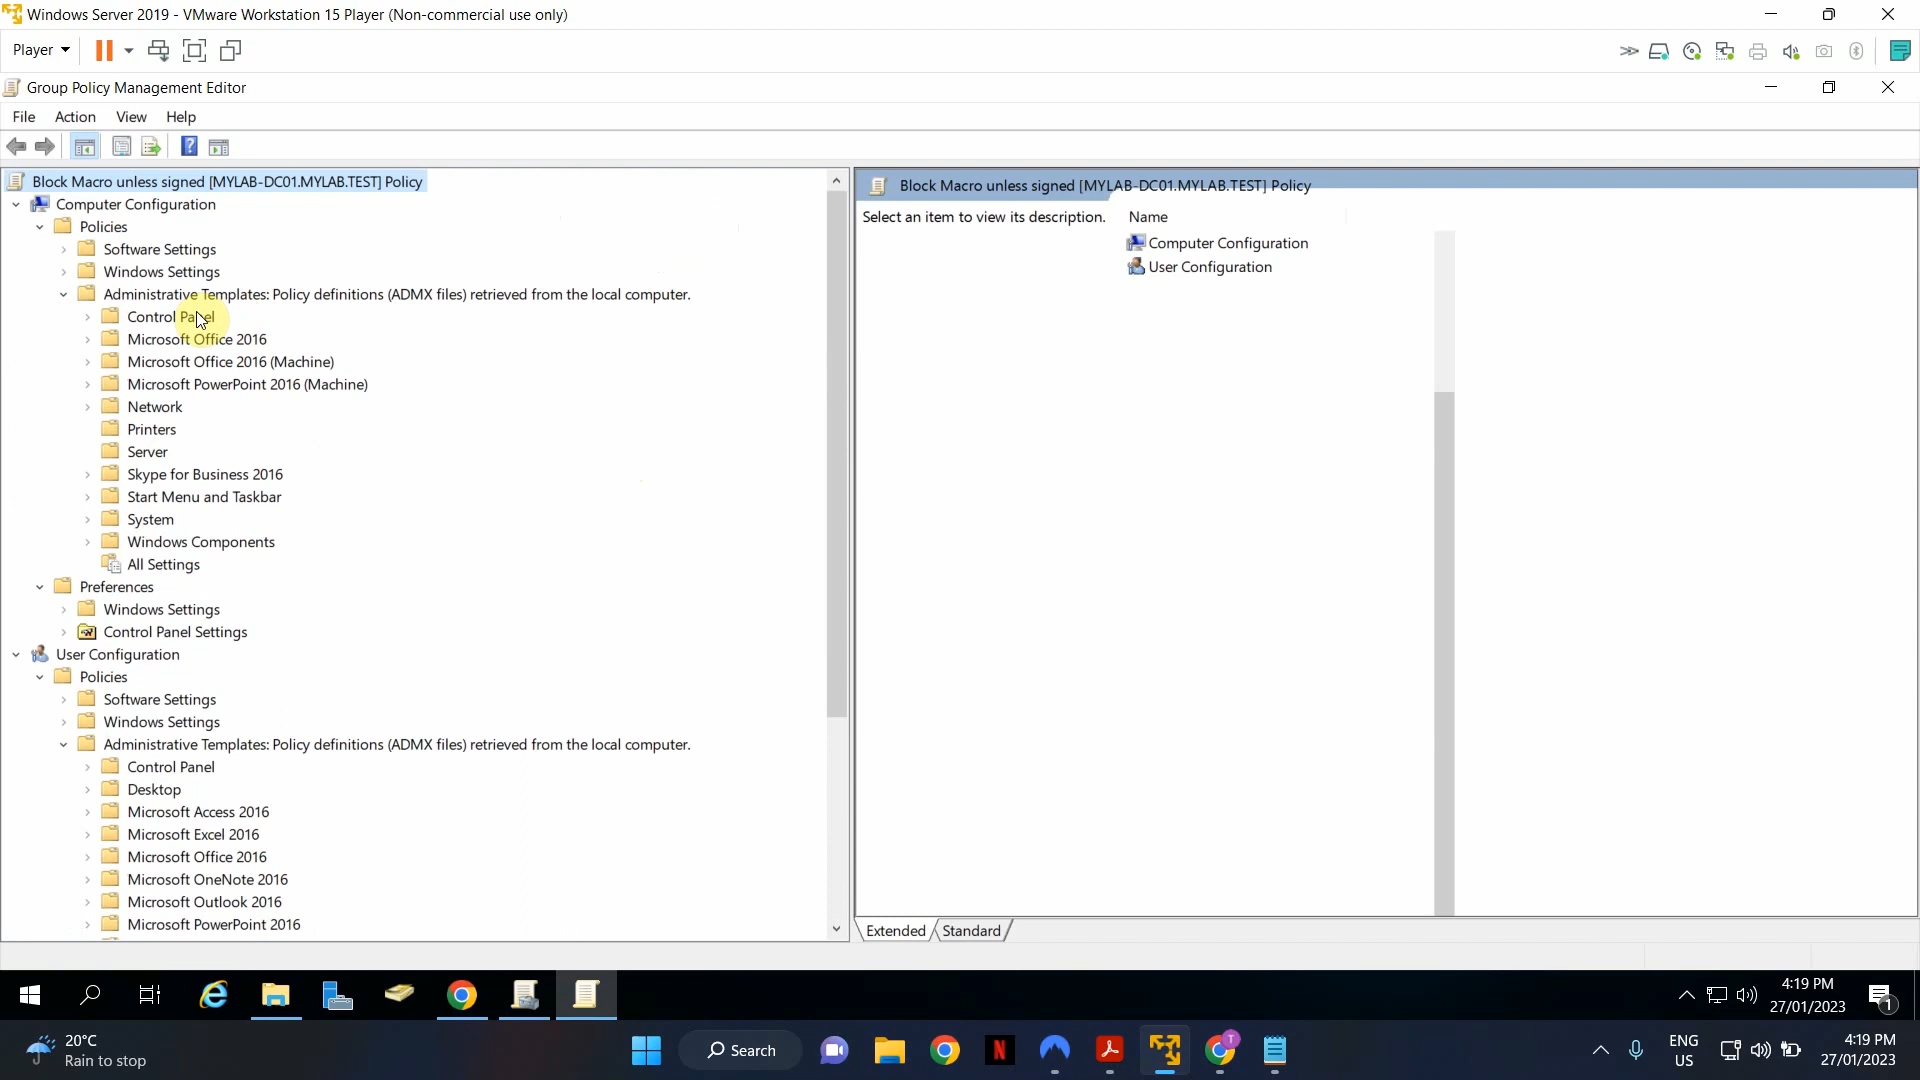 Windows Server 2019 - VMware Workstation 15 Player (Non-commercial use only)
Player
Group Policy Management Editor
File Action View Help
Block Macro unless signed [MYLAB-DC01.MYLAB.TEST] Policy
Computer Configuration
Policies
Software Settings
Windows Settings
Administrative Templates: Policy definitions (ADMX files) retrieved from the local computer.
Control Panel
Microsoft Office 2016
Microsoft Office 2016 (Machine)
Microsoft PowerPoint 2016 (Machine)
Network
Printers
Server
Skype for Business 2016
Start Menu and Taskbar
System
Windows Components
All Settings
Preferences
Windows Settings
Control Panel Settings
User Configuration
Policies
Software Settings
Windows Settings
Administrative Templates: Policy definitions (ADMX files) retrieved from the local computer.
Control Panel
Desktop
Microsoft Access 2016
Microsoft Excel 2016
Microsoft Office 2016
Microsoft OneNote 2016
Microsoft Outlook 2016
Microsoft PowerPoint 2016
Block Macro unless signed [MYLAB-DC01.MYLAB.TEST] Policy
Select an item to view its description.
Name
Computer Configuration
User Configuration
Extended Standard
4:19 PM
27/01/2023
1
20°C
Rain to stop
Search
N
T
ENG
US
4:19 PM
27/01/2023